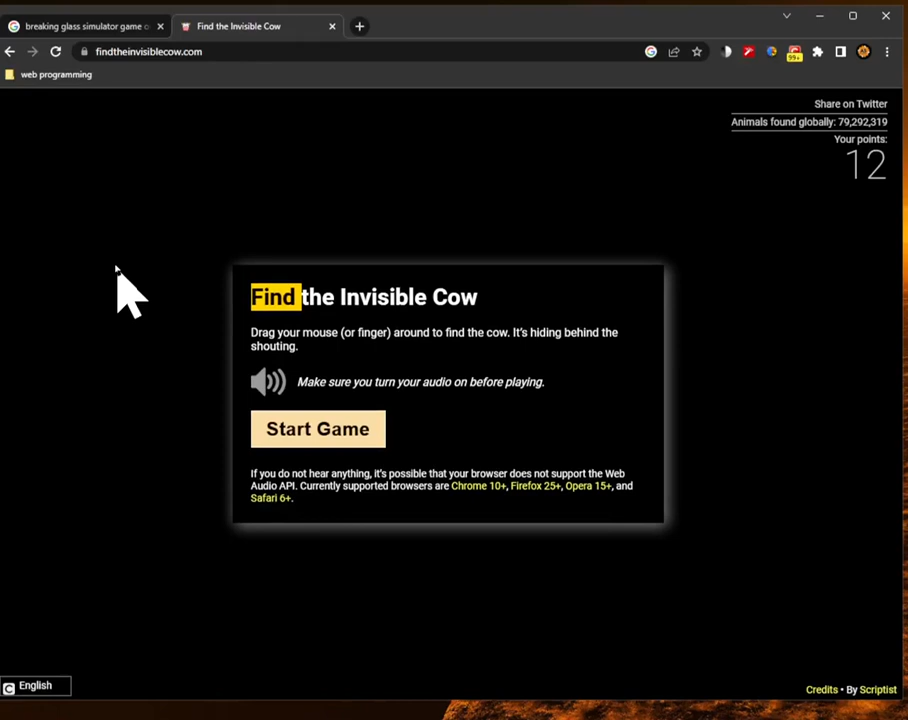 breaking glass simulator game o
Find the Invisible Cow
findtheinvisiblecow.com
99+
web programming
Share on Twitter
Animals found globally: 79,292,319
Your points:
12
Find the Invisible Cow
Drag your mouse (or finger) around to find the cow. It's hiding behind the
shouting.
Make sure you turn your audio on before playing.
Start Game
If you do not hear anything, it's possible that your browser does not support the Web
Audio API. Currently supported browsers are Chrome 10+, Firefox 25+, Opera 15+, and
Safari 6+.
English
Credits • By Scriptist